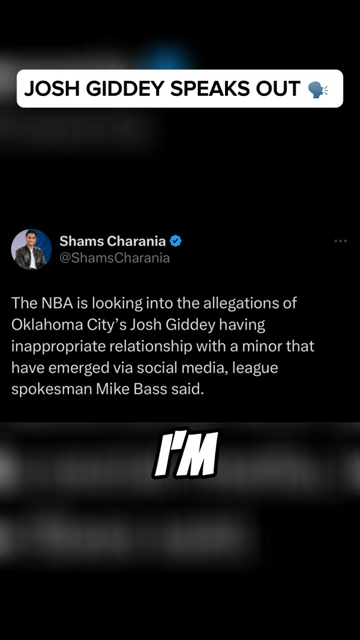 JOSH GIDDEY SPEAKS OUT 🗣️
Shams Charania
@ShamsCharania
The NBA is looking into the allegations of
Oklahoma City's Josh Giddey having
inappropriate relationship with a minor that
have emerged via social media, league
spokesman Mike Bass said.
I'M